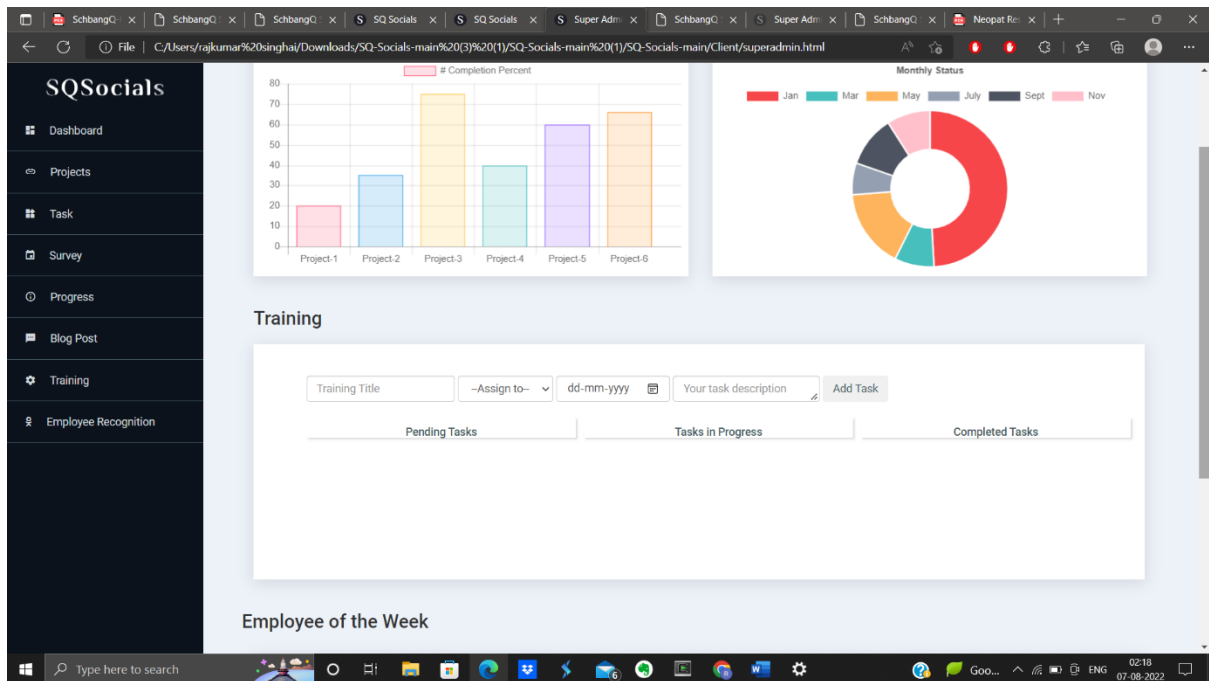 SchbangQ- SchbangQ SchbangQ SQ Socials SQ Socials Super Adm SchbangQ Super Adm SchbangQ Neopat Re
File C:/Users/rajkumar%20singhai/Downloads/SQ-Socials-main%20(3)%20(1)/SQ-Socials-main%20(1)/SQ-Socials-main/Client/superadmin.html
SQSocials
Dashboard
Projects
Task
Survey
Progress
Blog Post
Training
Employee Recognition
# Completion Percent
80
70
60
50
40
30
20
10
0
Project-1 Project-2 Project-3 Project-4 Project-5 Project-6
Monthly Status
Jan Mar May July Sept Nov
Training
Training Title --Assign to-- dd-mm-yyyy Your task description Add Task
Pending Tasks Tasks in Progress Completed Tasks
Employee of the Week
Type here to search
6
Goo... ENG 02:18
07-08-2022